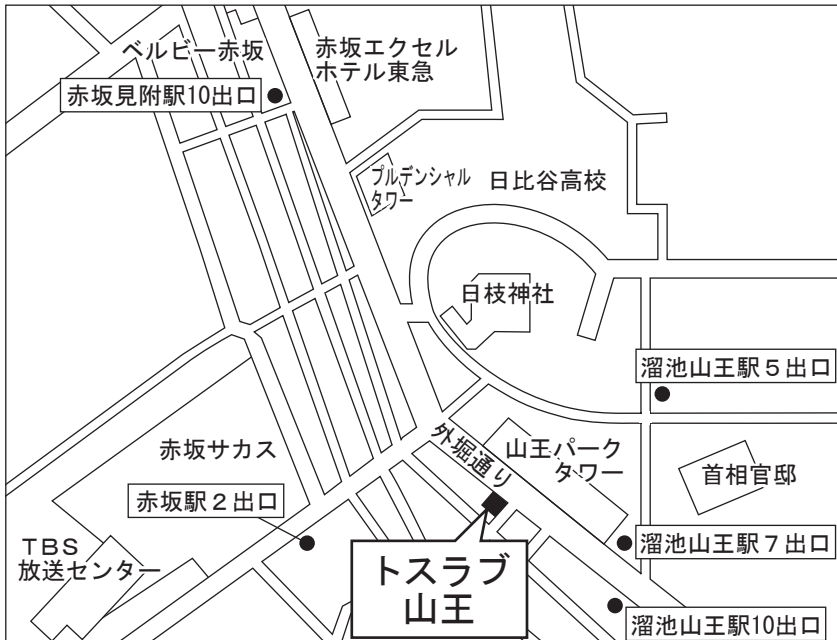 ベルビー赤坂
赤坂エクセル
ホテル東急
赤坂見附駅10出口
プルデンシャル
タワー
日比谷高校
日枝神社
溜池山王駅5出口
外堀通り
山王パーク
タワー
赤坂サカス
首相官邸
赤坂駅2出口
TBS
放送センター
溜池山王駅7出口
トスラブ
山王
溜池山王駅10出口